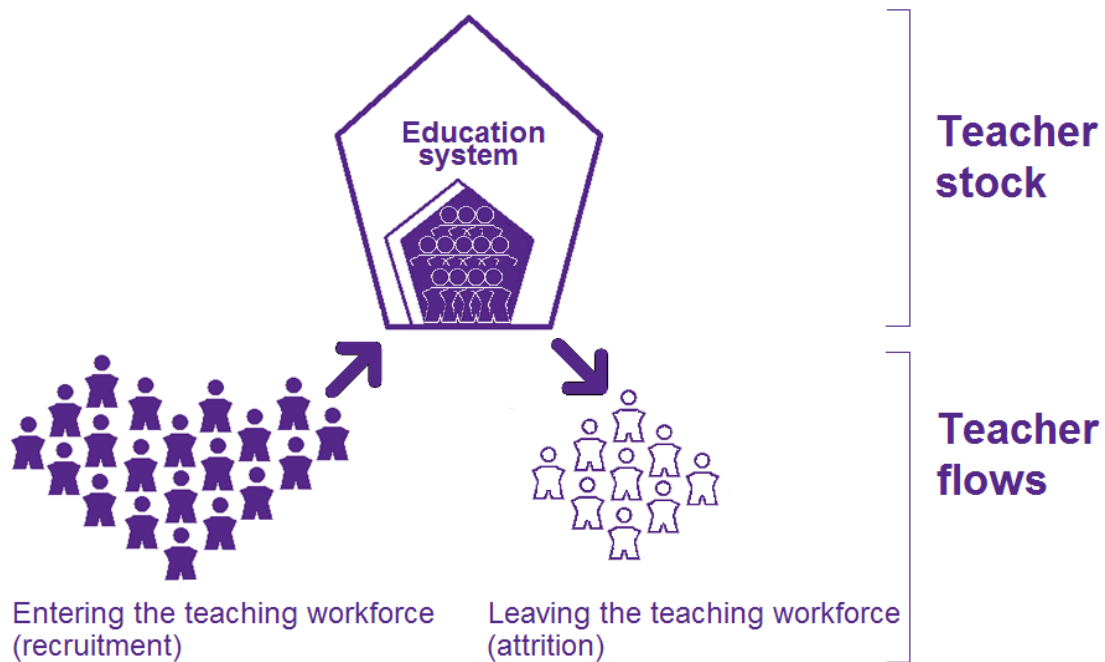 Education
system
Teacher
stock
Teacher
flows
Entering the teaching workforce
(recruitment)
Leaving the teaching workforce
(attrition)